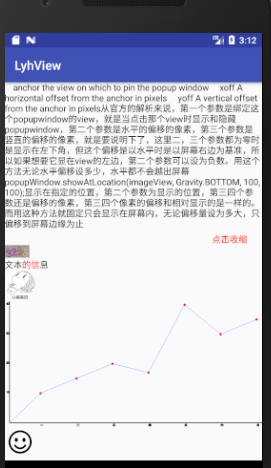 3:12
LyhView
anchor the view on which to pin the popup window    xoff A
horizontal offset from the anchor in pixels    yoff A vertical offset
from the anchor in pixels从官方的解析来说，第一个参数是绑定这
个popupwindow的view，就是当点击那个view时显示和隐藏
popupwindow，第二个参数是水平的偏移的像素，第三个参数是
竖直的偏移的像素，就是要说明下了，这里二，三个参数都为零时
是显示在左下角，但这个偏移是以水平时是以屏幕右边为基准，所
以如果想要它显在view的左边，第二个参数可以设为负数。用这个
方法无论水平偏移设多少，水平都不会越出屏幕
popupWindow.showAtLocation(imageView, Gravity.BOTTOM, 100,
100);显示在指定的位置，第二个参数为显示的位置，第三四个参
数还是偏移的像素，第三四个像素的偏移和相对显示的是一样的。
而用这种方法就固定只会显示在屏幕内，无论偏移量设为多大，只
偏移到屏幕边缘为止
点击收缩
文本的信息